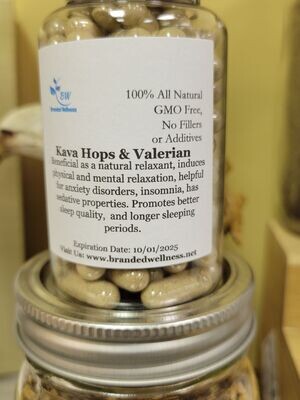 BW
Branded Wellness
100% All Natural
GMO Free,
No Fillers
or Additives
Kava Hops & Valerian
Beneficial as a natural relaxant, induces
physical and mental relaxation, helpful
for anxiety disorders, insomnia, has
sedative properties. Promotes better
sleep quality, and longer sleeping
periods.
Expiration Date: 10/01/2025
Visit Us: www.brandedwellness.net